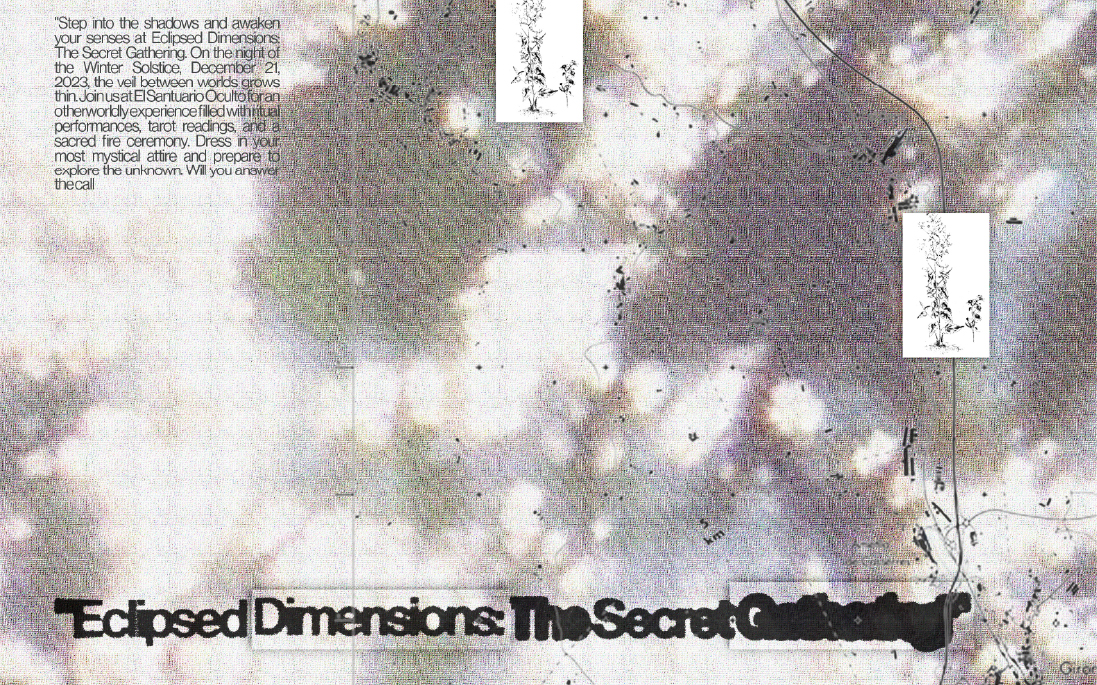 "Step into the shadows and awaken
your senses at Eclipsed Dimensions:
The Secret Gathering. On the night of
the Winter Solstice, December 21,
2023, the veil between worlds grows
thin. Join us at El Santuario Oculto for an
otherworldly experience filled with ritual
performances, tarot readings, and a
sacred fire ceremony. Dress in your
most mystical attire and prepare to
explore the unknown. Will you answer
the call
5
km
"Eclipsed Dimensions: The Secret Gathering"